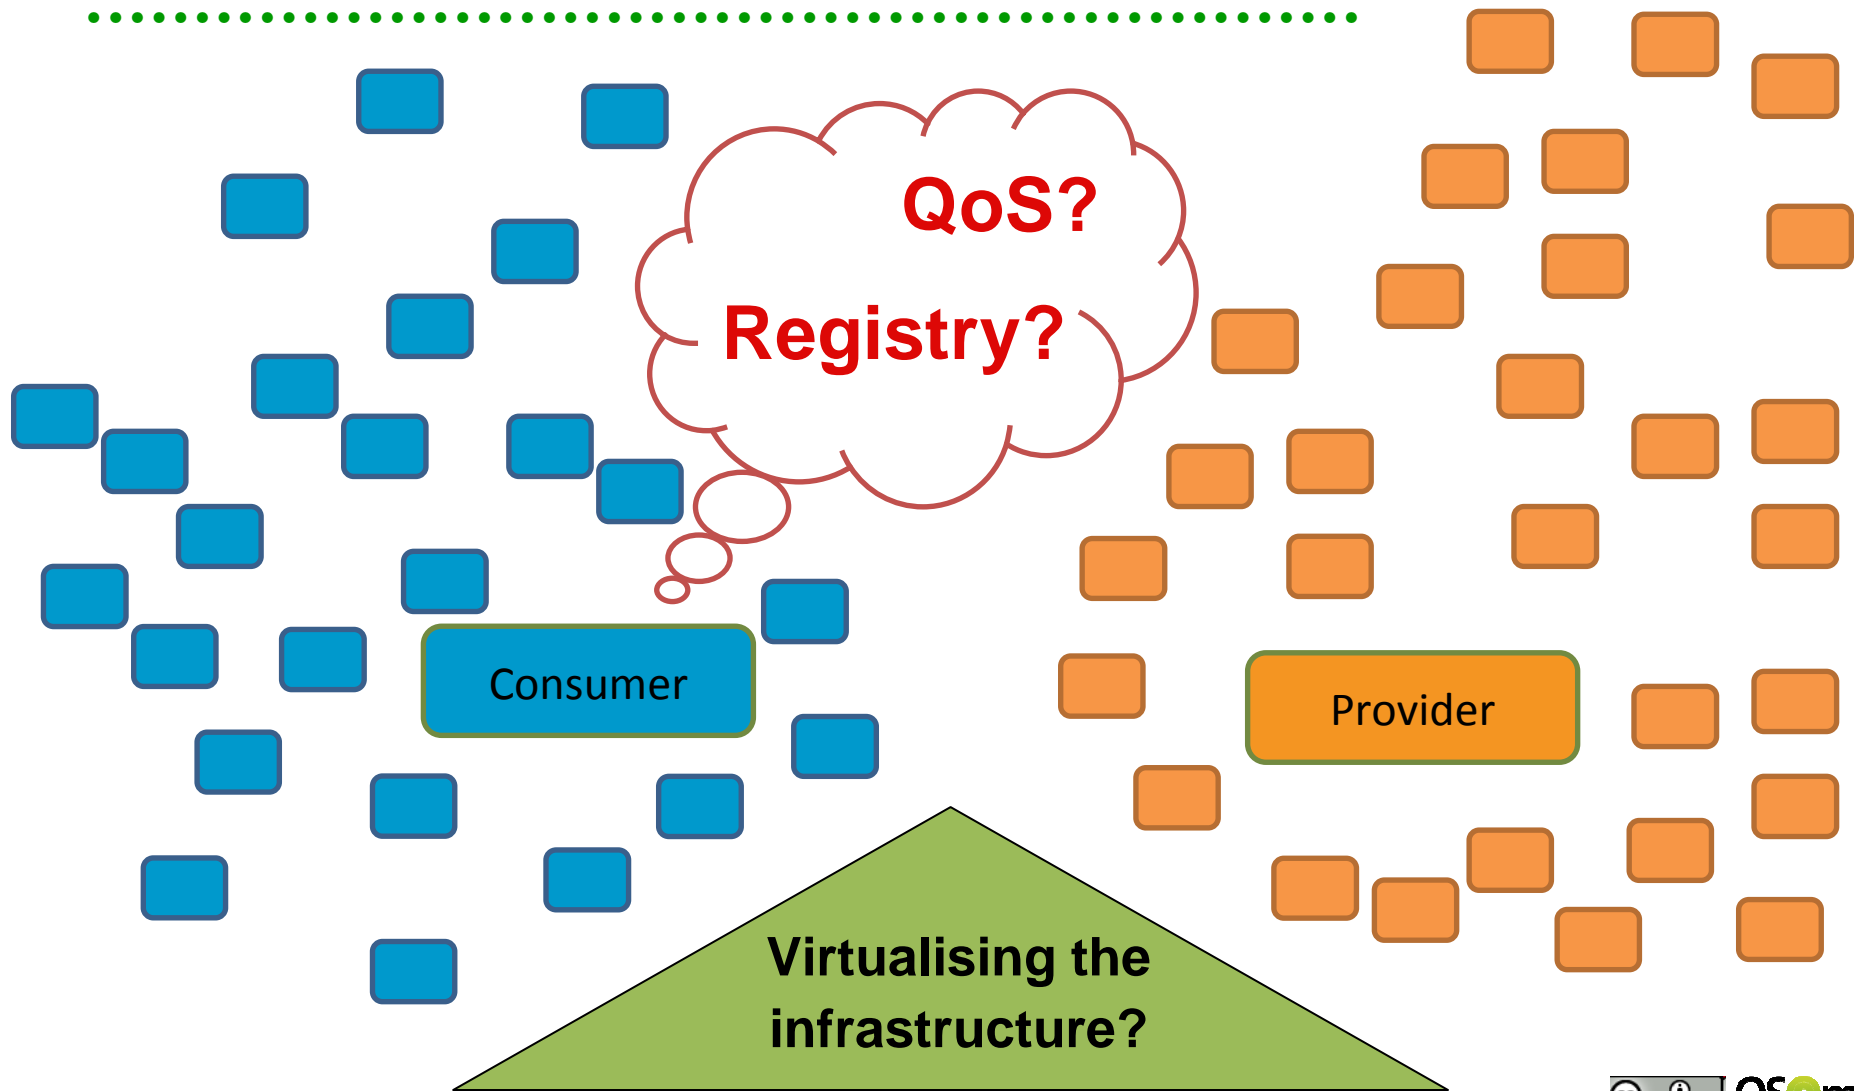 QoS?
Registry?
Consumer
Provider
Virtualising the
infrastructure?